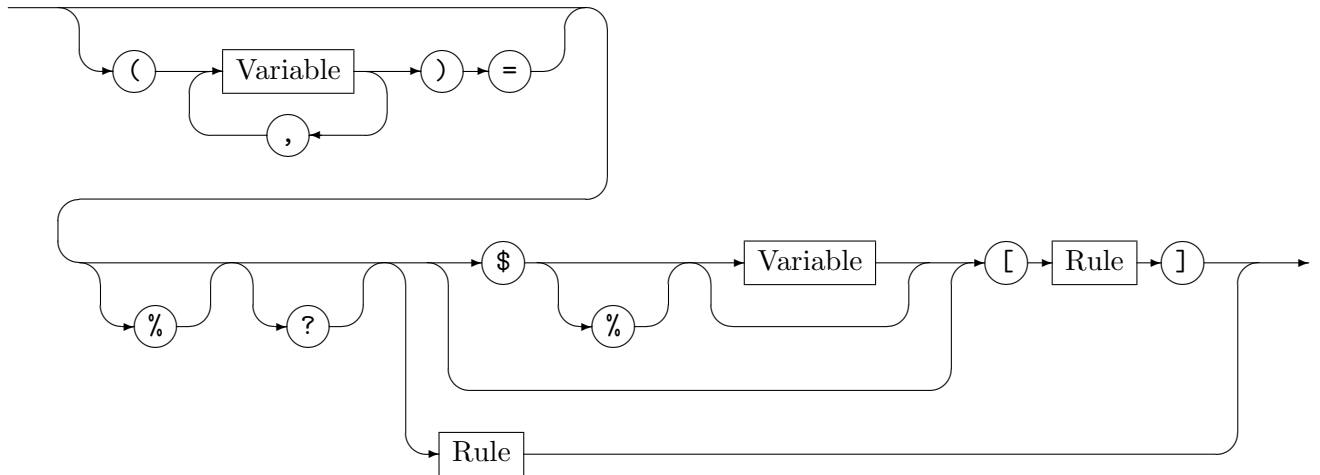 ( Variable ) =
,
$ Variable [ Rule ]
% ? %
Rule